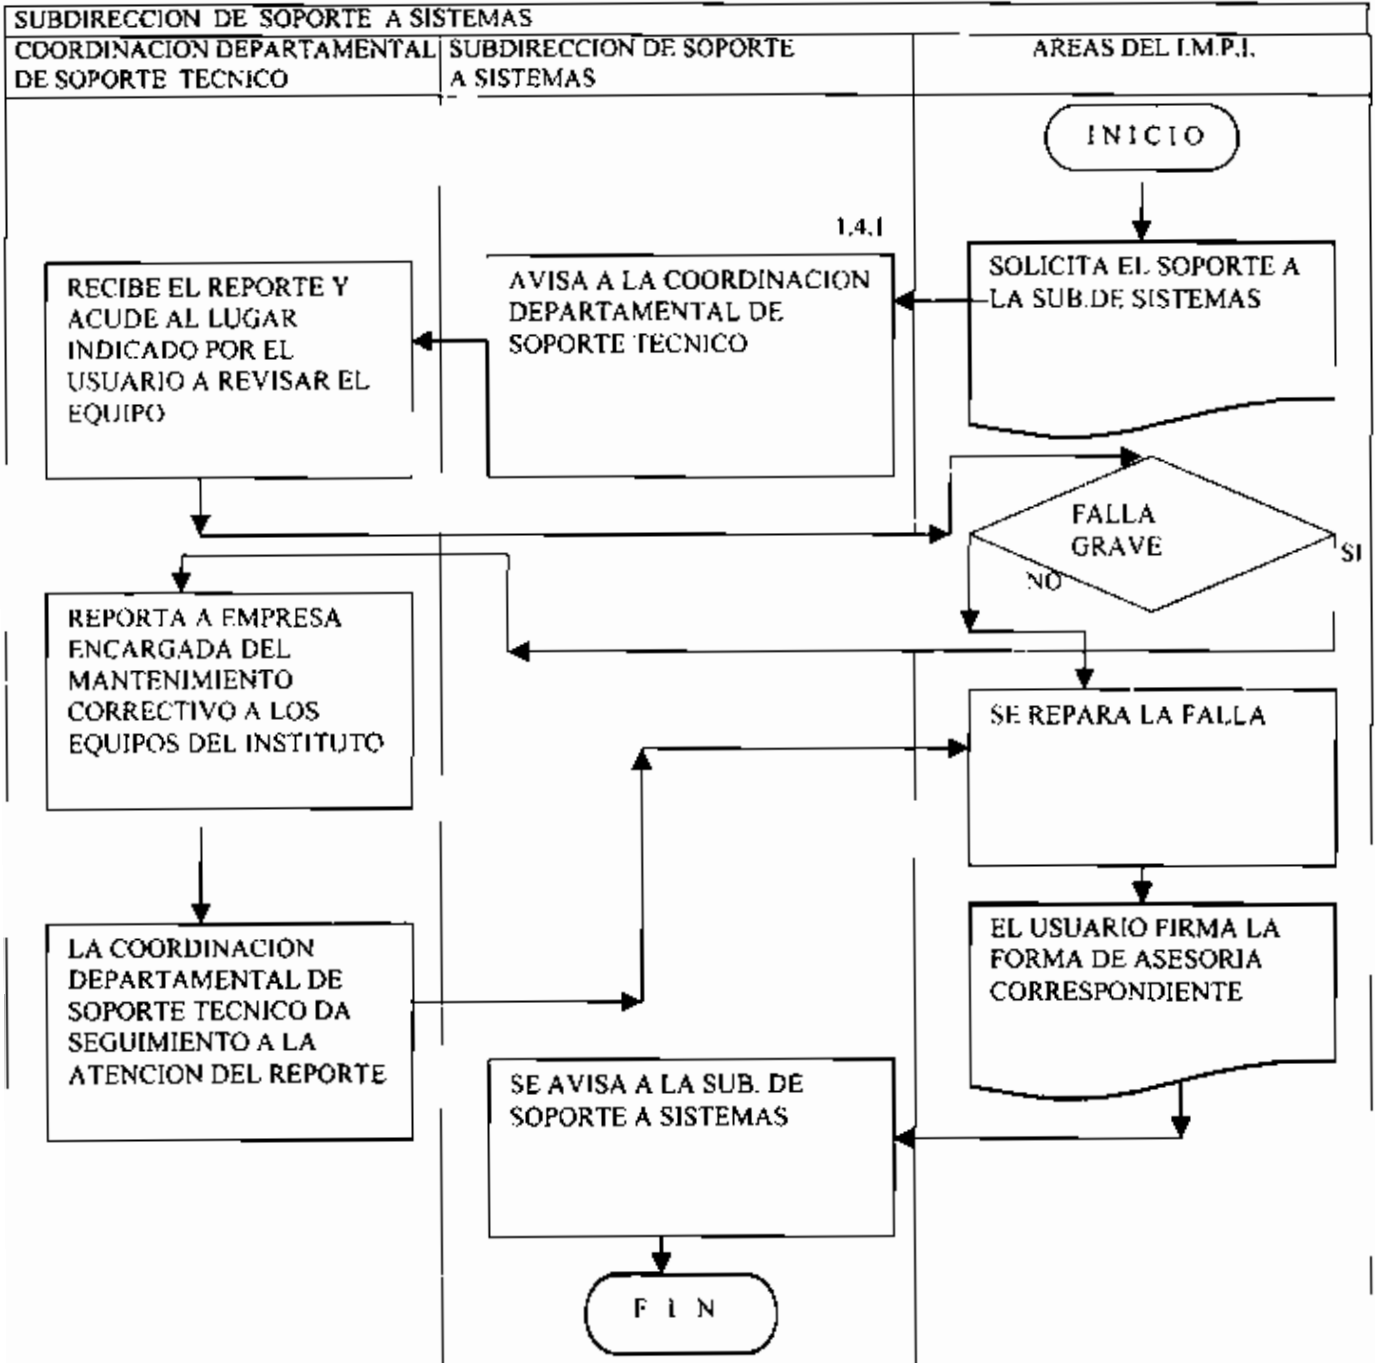 SUBDIRECCION DE SOPORTE A SISTEMAS
COORDINACION DEPARTAMENTAL
DE SOPORTE TECNICO
SUBDIRECCION DE SOPORTE
A SISTEMAS
AREAS DEL I.M.P.I.
INICIO
1.4.1
SOLICITA EL SOPORTE A
LA SUB.DE SISTEMAS
AVISA A LA COORDINACION
DEPARTAMENTAL DE
SOPORTE TECNICO
RECIBE EL REPORTE Y
ACUDE AL LUGAR
INDICADO POR EL
USUARIO A REVISAR EL
EQUIPO
FALLA
GRAVE
SI
NO
REPORTA A EMPRESA
ENCARGADA DEL
MANTENIMIENTO
CORRECTIVO A LOS
EQUIPOS DEL INSTITUTO
SE REPARA LA FALLA
LA COORDINACION
DEPARTAMENTAL DE
SOPORTE TECNICO DA
SEGUIMIENTO A LA
ATENCION DEL REPORTE
EL USUARIO FIRMA LA
FORMA DE ASESORIA
CORRESPONDIENTE
SE AVISA A LA SUB. DE
SOPORTE A SISTEMAS
FIN